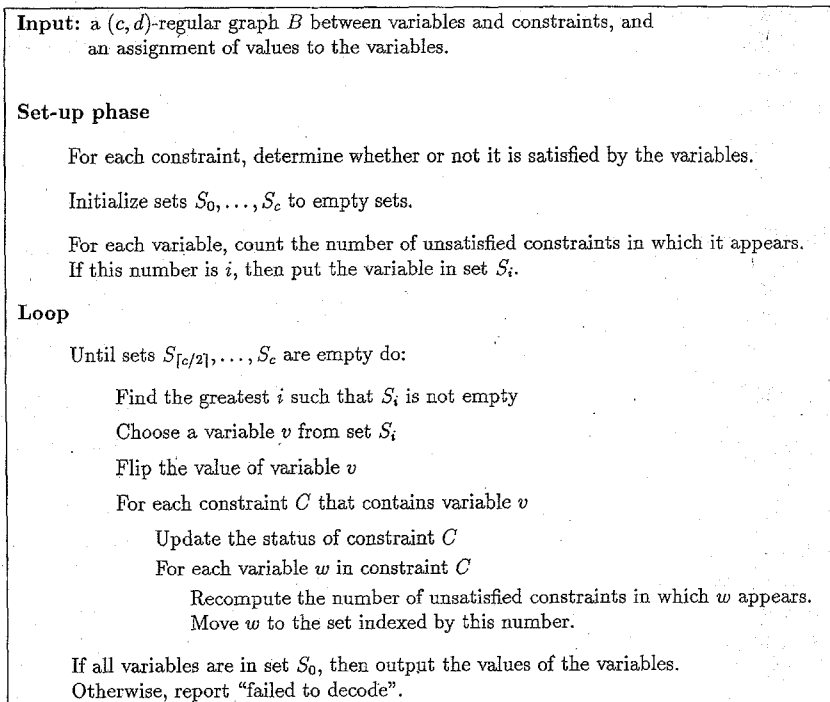 Input: a (c, d)-regular graph B between variables and constraints, and
an assignment of values to the variables.
Set-up phase
For each constraint, determine whether or not it is satisfied by the variables.
Initialize sets S₀, . . . , S_c to empty sets.
For each variable, count the number of unsatisfied constraints in which it appears.
If this number is i, then put the variable in set S_i.
Loop
Until sets S_⌈c/2⌉, . . . , S_c are empty do:
Find the greatest i such that S_i is not empty
Choose a variable v from set S_i
Flip the value of variable v
For each constraint C that contains variable v
Update the status of constraint C
For each variable w in constraint C
Recompute the number of unsatisfied constraints in which w appears.
Move w to the set indexed by this number.
If all variables are in set S₀, then output the values of the variables.
Otherwise, report “failed to decode”.